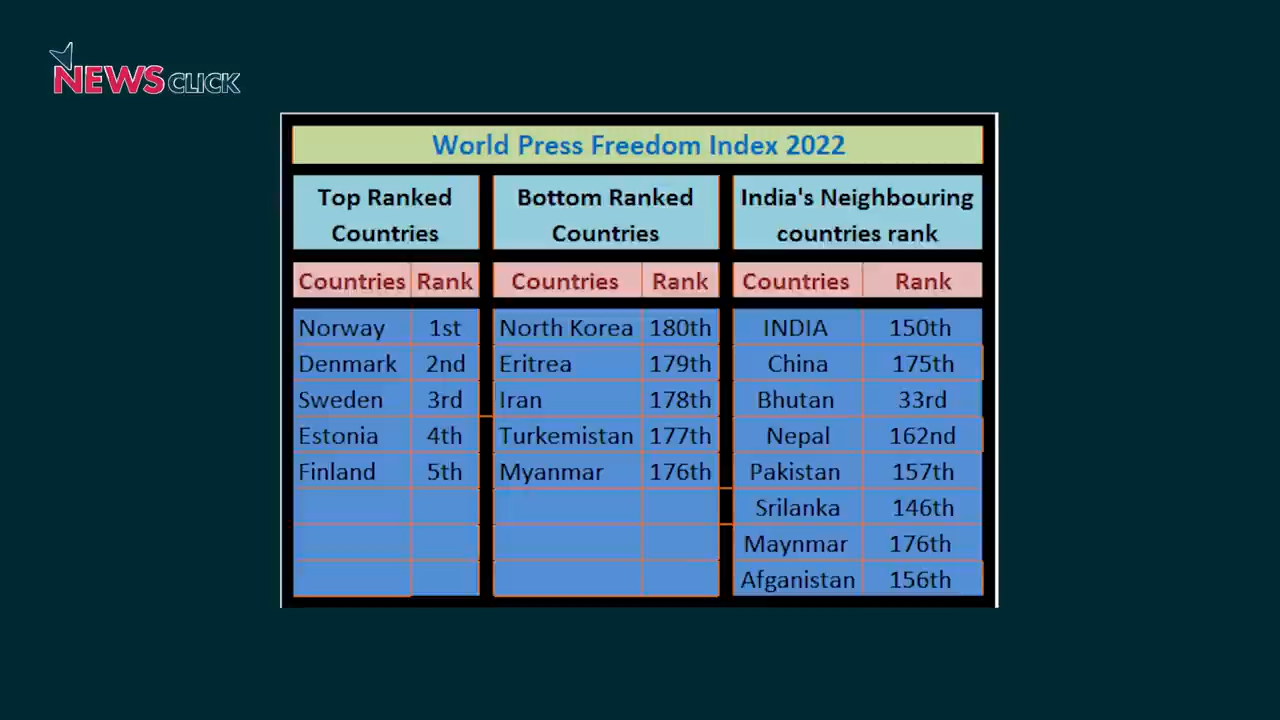 NEWSCLICK
World Press Freedom Index 2022
Top Ranked Countries
Bottom Ranked Countries
India's Neighbouring countries rank
Countries Rank Countries Rank Countries Rank
Norway 1st North Korea 180th INDIA 150th
Denmark 2nd Eritrea 179th China 175th
Sweden 3rd Iran 178th Bhutan 33rd
Estonia 4th Turkemistan 177th Nepal 162nd
Finland 5th Myanmar 176th Pakistan 157th
Srilanka 146th
Maynmar 176th
Afganistan 156th